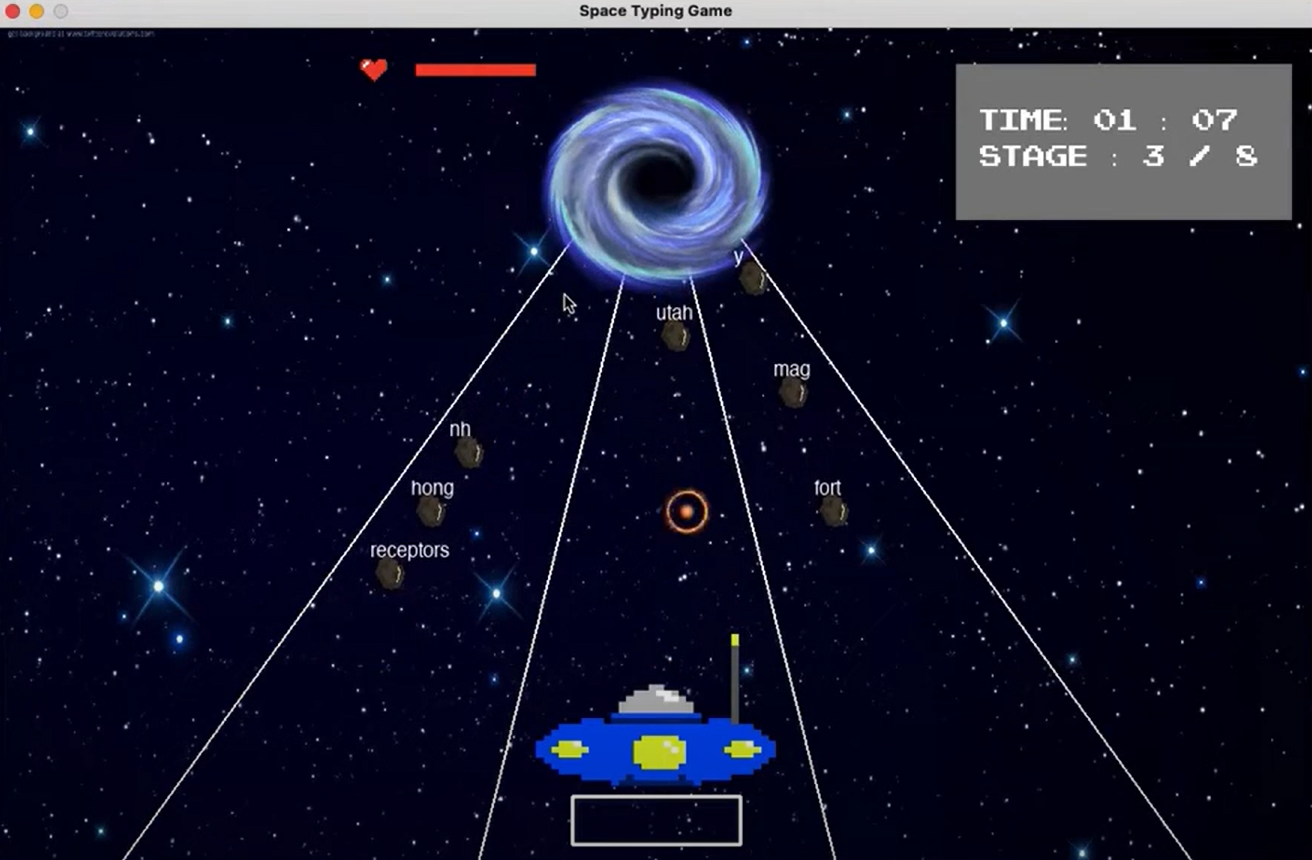 Space Typing Game
TIME: 01 : 07
STAGE : 3 / 8
y
utah
mag
nh
hong
fort
receptors